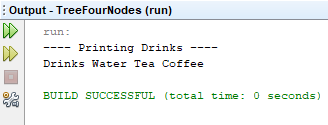 Output - TreeFourNodes (run)
run:
---- Printing Drinks ----
Drinks Water Tea Coffee
BUILD SUCCESSFUL (total time: 0 seconds)